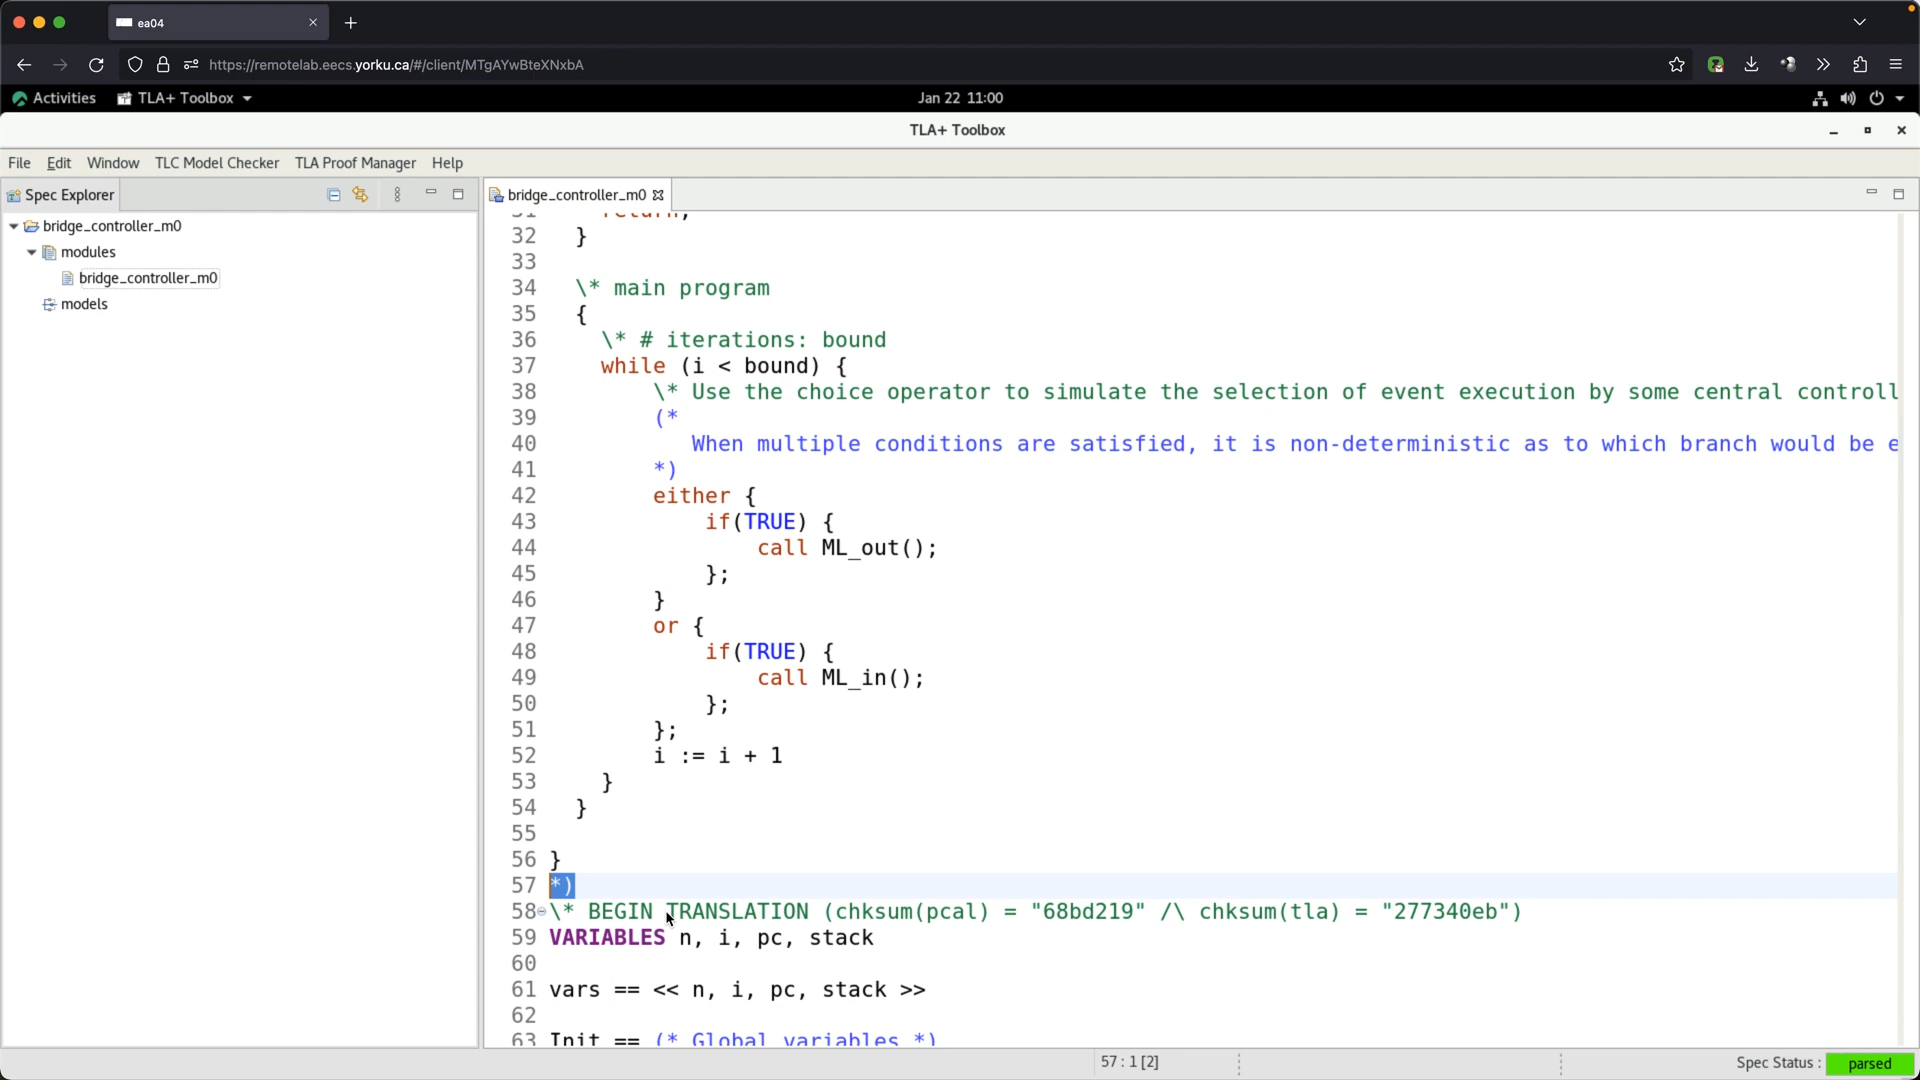 ea04
https://remotelab.eecs.yorku.ca/#/client/MTgAYwBteXNxbA
Activities TLA+ Toolbox Jan 22 11:00
TLA+ Toolbox
File Edit Window TLC Model Checker TLA Proof Manager Help
Spec Explorer
bridge_controller_m0
modules
bridge_controller_m0
models
bridge_controller_m0
31 return;
32 }
33
34 \* main program
35 {
36 \* # iterations: bound
37 while (i < bound) {
38 \* Use the choice operator to simulate the selection of event execution by some central controll
39 (*
40 When multiple conditions are satisfied, it is non-deterministic as to which branch would be e
41 *)
42 either {
43 if(TRUE) {
44 call ML_out();
45 };
46 }
47 or {
48 if(TRUE) {
49 call ML_in();
50 };
51 };
52 i := i + 1
53 }
54 }
55
56 }
57 *)
58 \* BEGIN TRANSLATION (chksum(pcal) = "68bd219" /\ chksum(tla) = "277340eb")
59 VARIABLES n, i, pc, stack
60
61 vars == << n, i, pc, stack >>
62
63 Init == (* Global variables *)
57 : 1 [2]
Spec Status : parsed